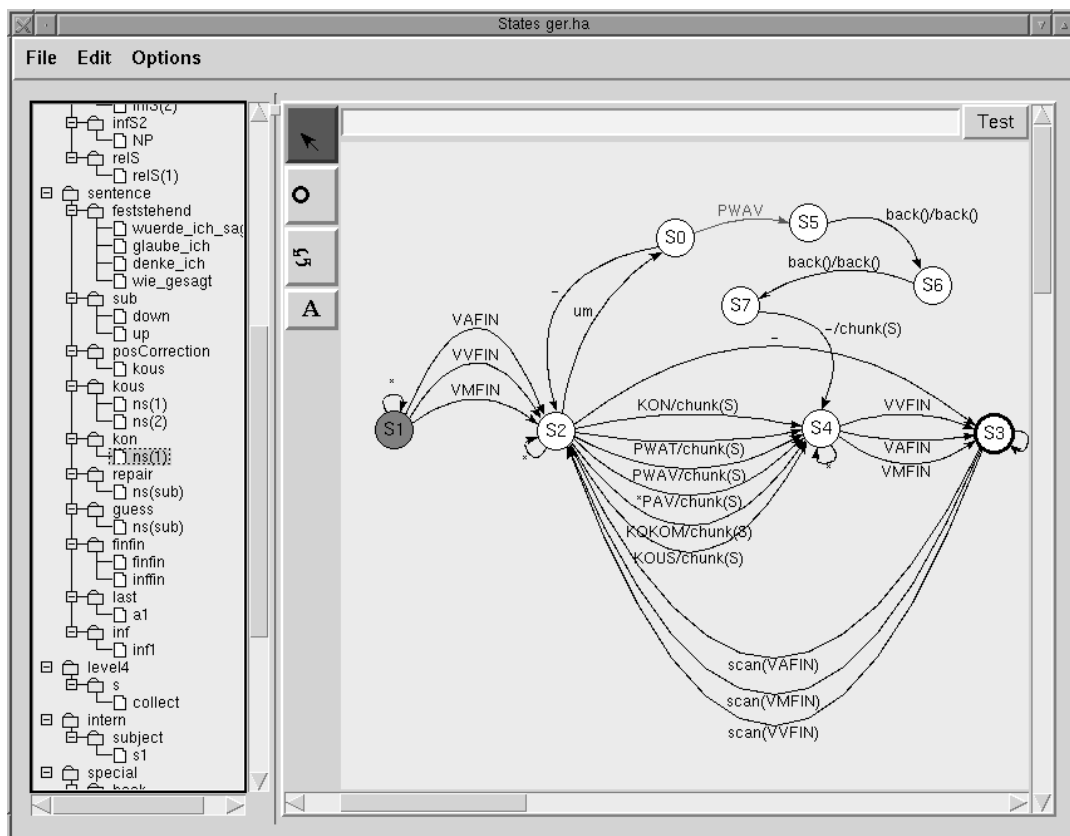 States ger.ha
File Edit Options
infS(2)
infS2
NP
relS
relS(1)
sentence
feststehend
wuerde_ich_sag
glaube_ich
denke_ich
wie_gesagt
sub
down
up
posCorrection
kous
kous
ns(1)
ns(2)
kon
ns(1)
repair
ns(sub)
guess
ns(sub)
finfin
finfin
inffin
last
a1
inf
inf1
level4
s
collect
intern
subject
s1
special
Test
A
PWAV
S5
back()/back()
S0
back()/back()
S6
S7
-
um
-/chunk(S)
VAFIN
VVFIN
VMFIN
-
*
S1
S2
*
KON/chunk(S)
PWAT/chunk(S)
PWAV/chunk(S)
*PAV/chunk(S)
KOKOM/chunk(S)
KOUS/chunk(S)
S4
*
VVFIN
VAFIN
VMFIN
S3
scan(VAFIN)
scan(VMFIN)
scan(VVFIN)